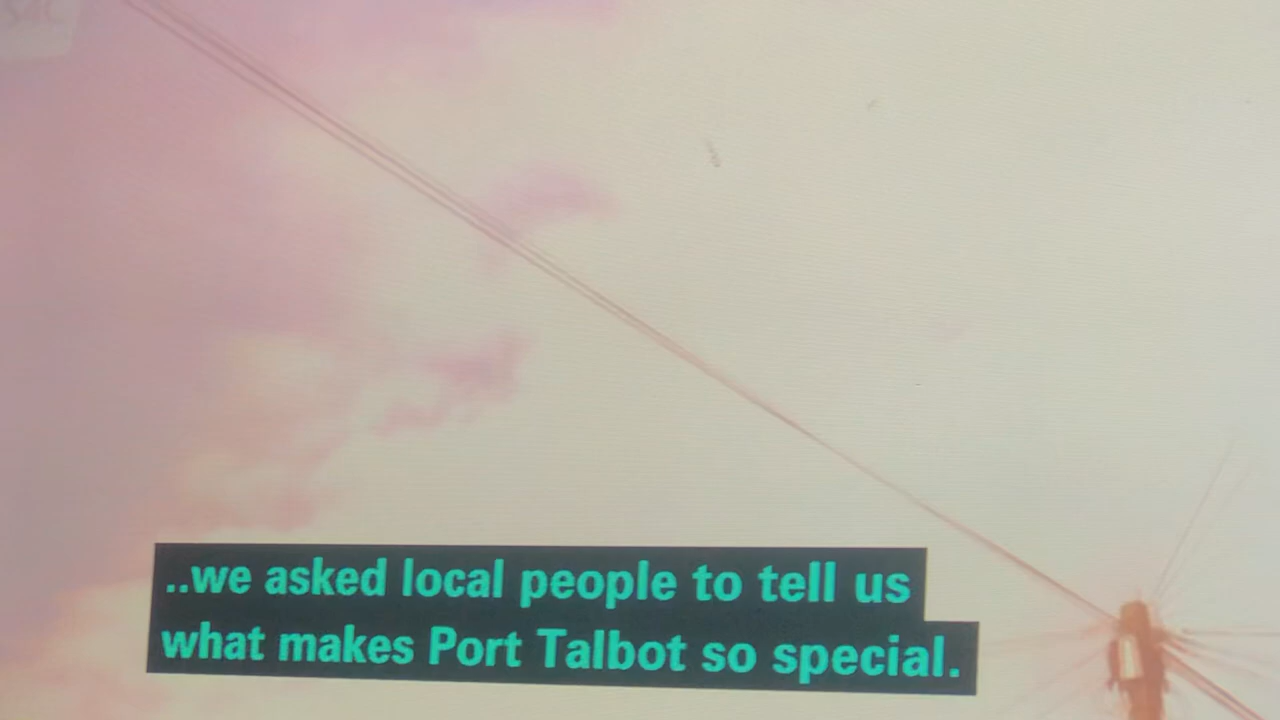 ..we asked local people to tell us
what makes Port Talbot so special.